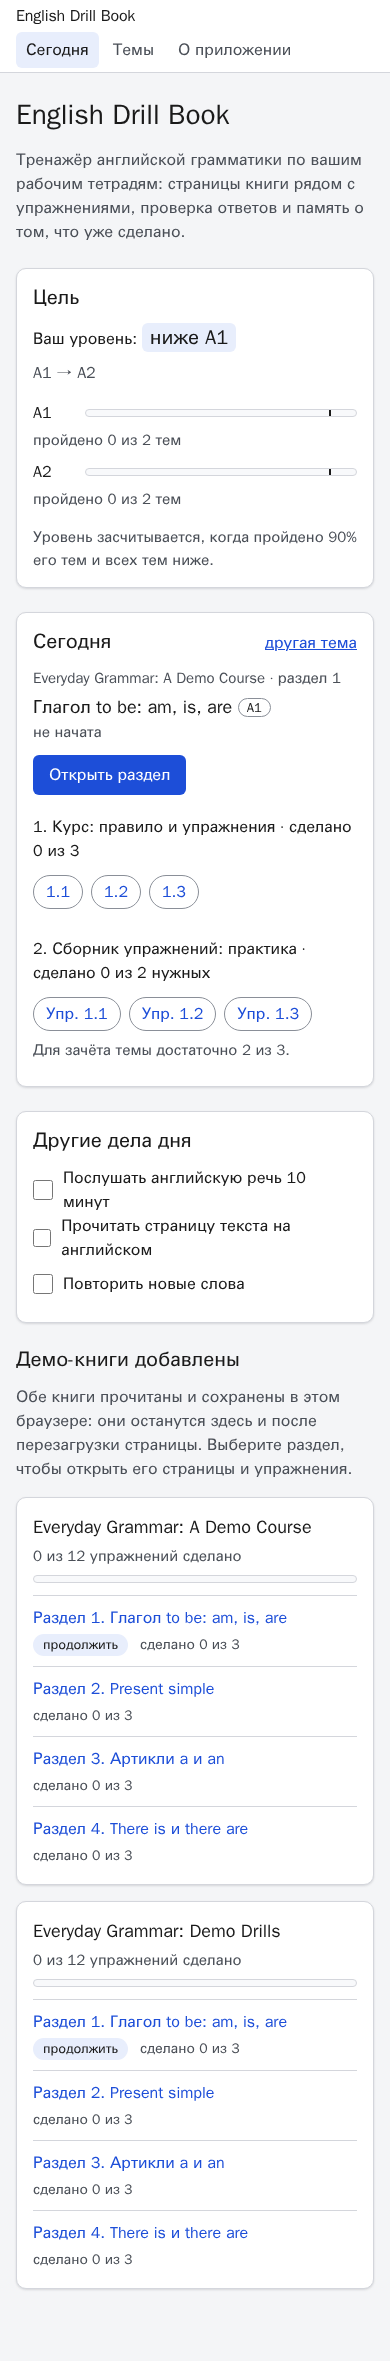 English Drill Book
Сегодня Темы О приложении
English Drill Book
Тренажёр английской грамматики по вашим
рабочим тетрадям: страницы книги рядом с
упражнениями, проверка ответов и память о
том, что уже сделано.
Цель
Ваш уровень: ниже A1
A1 → A2
A1
пройдено 0 из 2 тем
A2
пройдено 0 из 2 тем
Уровень засчитывается, когда пройдено 90%
его тем и всех тем ниже.
Сегодня другая тема
Everyday Grammar: A Demo Course · раздел 1
Глагол to be: am, is, are A1
не начата
Открыть раздел
1. Курс: правило и упражнения · сделано
0 из 3
1.1 1.2 1.3
2. Сборник упражнений: практика ·
сделано 0 из 2 нужных
Упр. 1.1 Упр. 1.2 Упр. 1.3
Для зачёта темы достаточно 2 из 3.
Другие дела дня
Послушать английскую речь 10
минут
Прочитать страницу текста на
английском
Повторить новые слова
Демо-книги добавлены
Обе книги прочитаны и сохранены в этом
браузере: они останутся здесь и после
перезагрузки страницы. Выберите раздел,
чтобы открыть его страницы и упражнения.
Everyday Grammar: A Demo Course
0 из 12 упражнений сделано
Раздел 1. Глагол to be: am, is, are
продолжить сделано 0 из 3
Раздел 2. Present simple
сделано 0 из 3
Раздел 3. Артикли a и an
сделано 0 из 3
Раздел 4. There is и there are
сделано 0 из 3
Everyday Grammar: Demo Drills
0 из 12 упражнений сделано
Раздел 1. Глагол to be: am, is, are
продолжить сделано 0 из 3
Раздел 2. Present simple
сделано 0 из 3
Раздел 3. Артикли a и an
сделано 0 из 3
Раздел 4. There is и there are
сделано 0 из 3